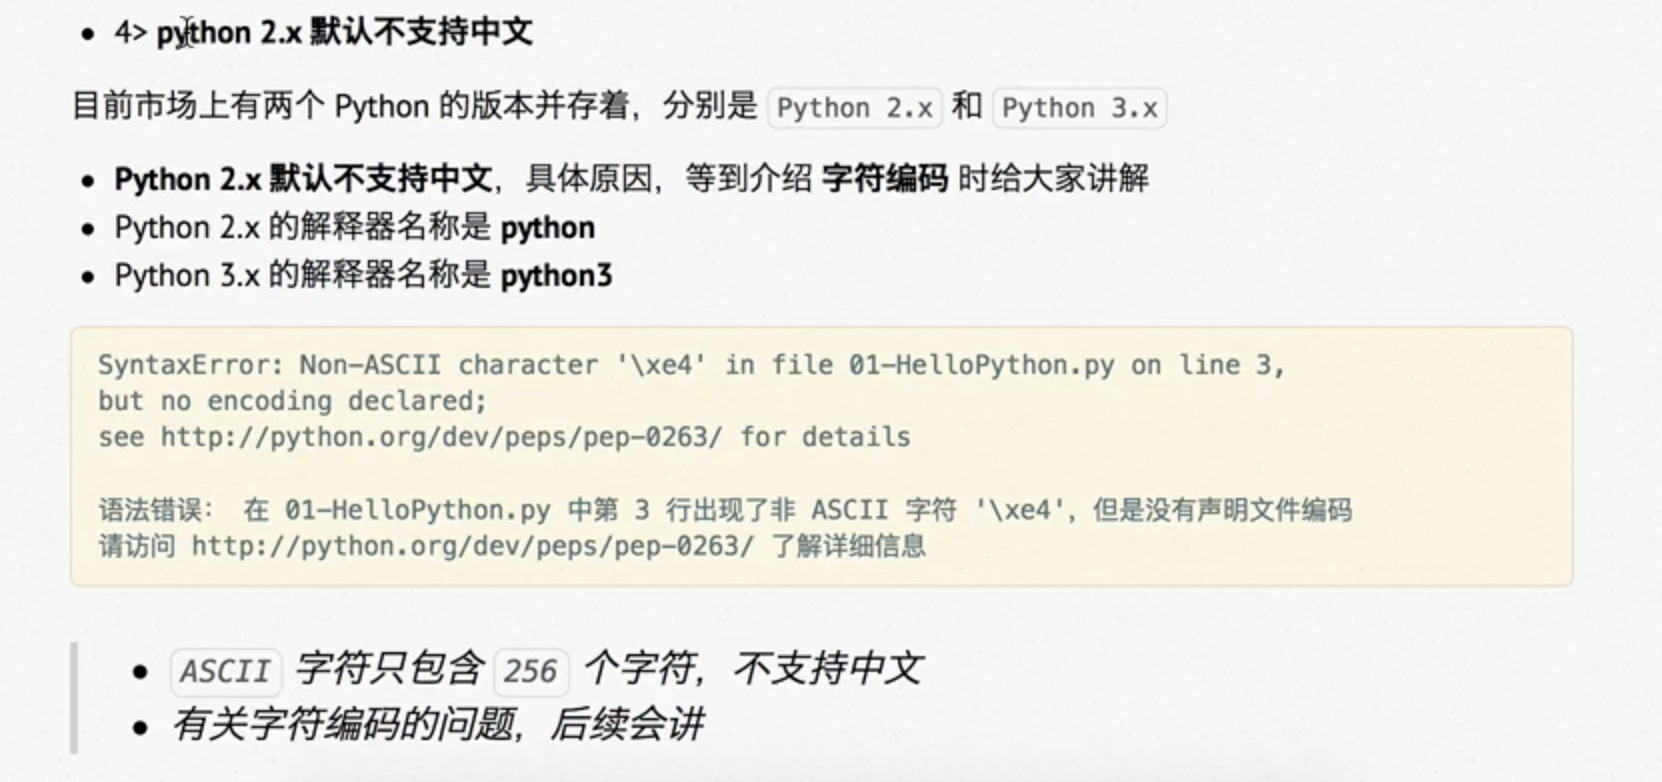 4> python 2.x 默认不支持中文
目前市场上有两个 Python 的版本并存着，分别是 Python 2.x 和 Python 3.x
Python 2.x 默认不支持中文，具体原因，等到介绍 字符编码 时给大家讲解
Python 2.x 的解释器名称是 python
Python 3.x 的解释器名称是 python3
SyntaxError: Non-ASCII character '\xe4' in file 01-HelloPython.py on line 3,
but no encoding declared;
see http://python.org/dev/peps/pep-0263/ for details
语法错误： 在 01-HelloPython.py 中第 3 行出现了非 ASCII 字符 '\xe4'，但是没有声明文件编码
请访问 http://python.org/dev/peps/pep-0263/ 了解详细信息
ASCII 字符只包含 256 个字符，不支持中文
有关字符编码的问题，后续会讲